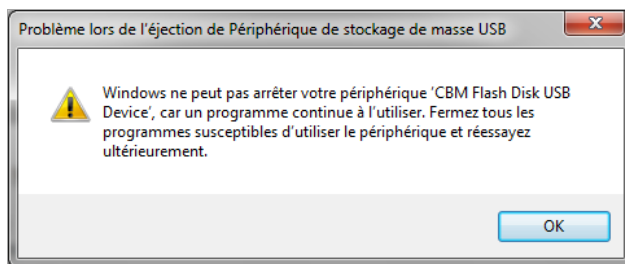 Problème lors de l'éjection de Périphérique de stockage de masse USB
Windows ne peut pas arrêter votre périphérique 'CBM Flash Disk USB
Device', car un programme continue à l'utiliser. Fermez tous les
programmes susceptibles d'utiliser le périphérique et réessayez
ultérieurement.
OK